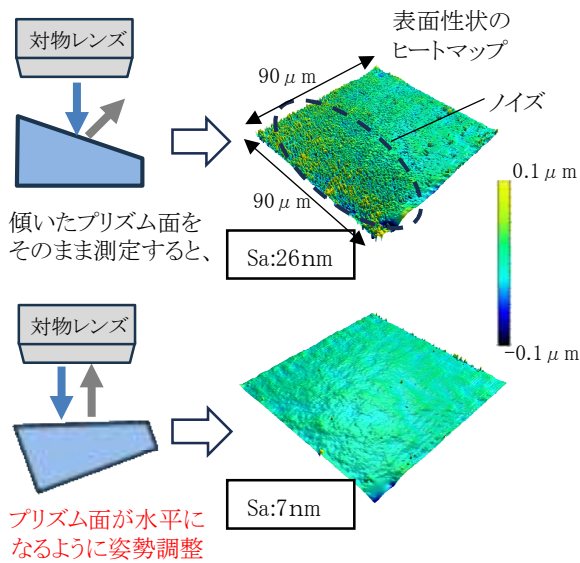 対物レンズ
表面性状の
ヒートマップ
90μm
ノイズ
90μm
傾いたプリズム面を
そのまま測定すると、
Sa:26nm
0.1μm
-0.1μm
対物レンズ
プリズム面が水平に
なるように姿勢調整
Sa:7nm